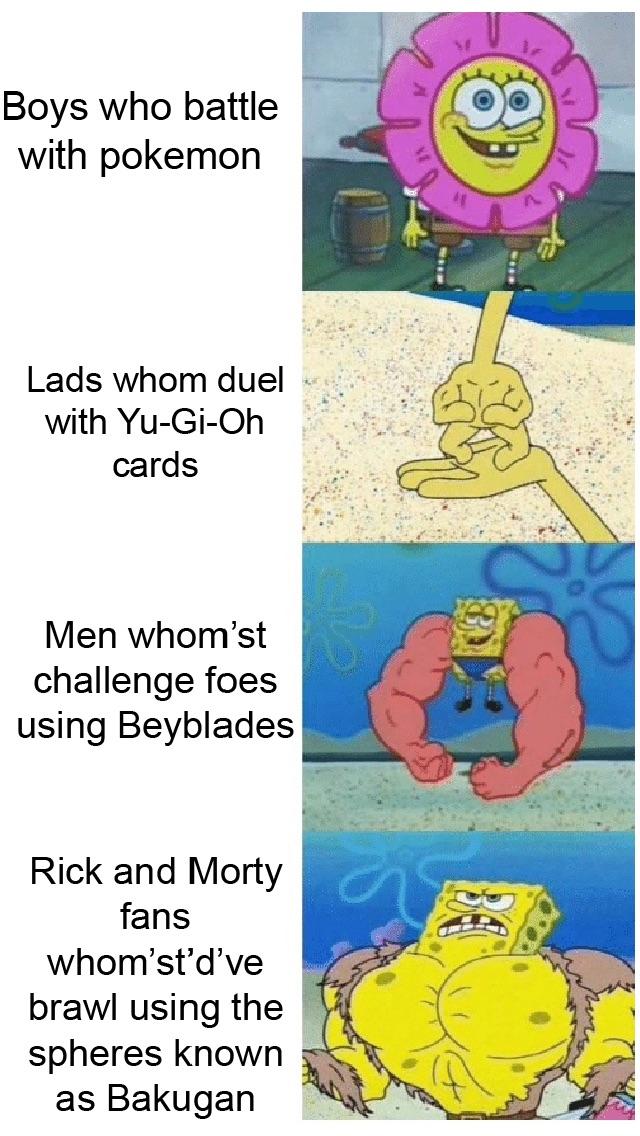 Boys who battle
with pokemon
Lads whom duel
with Yu-Gi-Oh
cards
Men whom’st
challenge foes
using Beyblades
Rick and Morty
fans
whom’st’d’ve
brawl using the
spheres known
as Bakugan